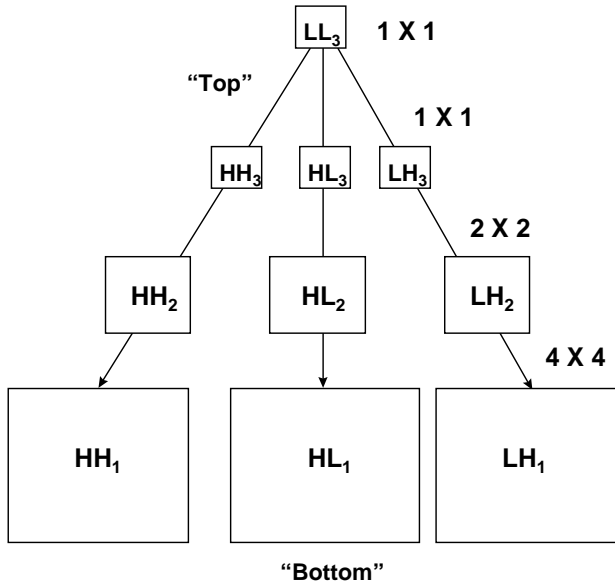 LL₃ 1 X 1
“Top”
1 X 1
HH₃ HL₃ LH₃
2 X 2
HH₂ HL₂ LH₂
4 X 4
HH₁ HL₁ LH₁
“Bottom”